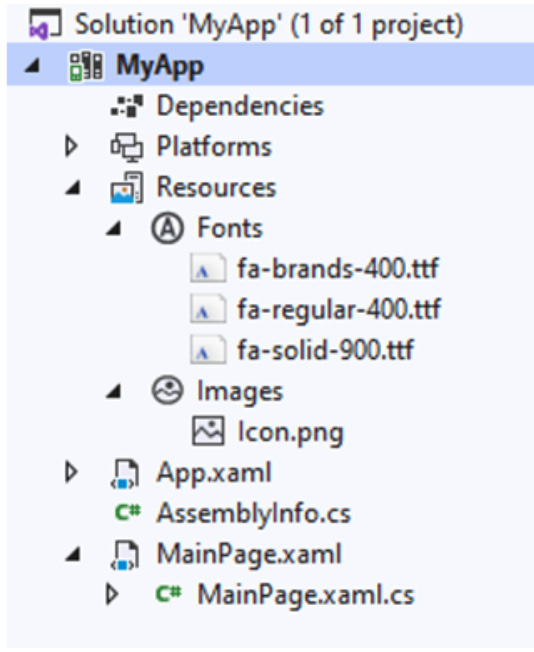 Solution 'MyApp' (1 of 1 project)
MyApp
Dependencies
Platforms
Resources
Fonts
fa-brands-400.ttf
fa-regular-400.ttf
fa-solid-900.ttf
Images
Icon.png
App.xaml
C# AssemblyInfo.cs
MainPage.xaml
C# MainPage.xaml.cs